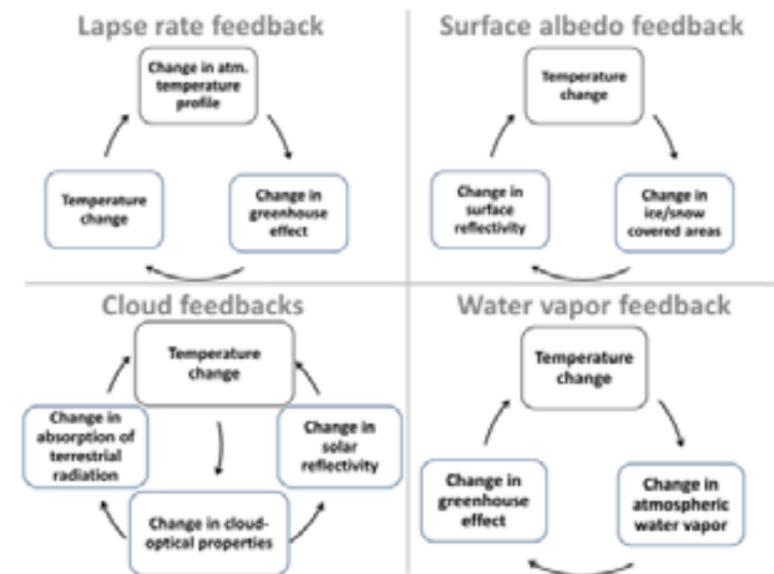 Lapse rate feedback
Change in atm.
temperature
profile
Temperature
change
Change in
greenhouse
effect
Surface albedo feedback
Temperature
change
Change in
surface
reflectivity
Change in
ice/snow
covered areas
Cloud feedbacks
Temperature
change
Change in
absorption of
terrestrial
radiation
Change in
solar
reflectivity
Change in cloud-
optical properties
Water vapor feedback
Temperature
change
Change in
greenhouse
effect
Change in
atmospheric
water vapor